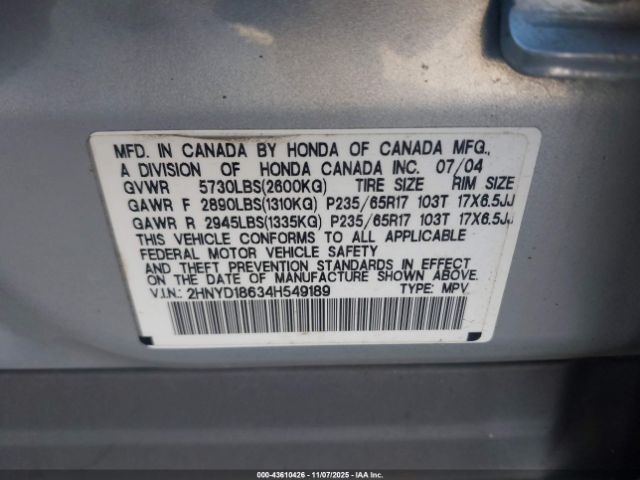 MFD. IN CANADA BY HONDA OF CANADA MFG.,
A DIVISION OF HONDA CANADA INC. 07/04
GVWR 5730LBS(2600KG) TIRE SIZE RIM SIZE
GAWR F 2890LBS(1310KG) P235/65R17 103T 17X6.5JJ
GAWR R 2945LBS(1335KG) P235/65R17 103T 17X6.5JJ
THIS VEHICLE CONFORMS TO ALL APPLICABLE
FEDERAL MOTOR VEHICLE SAFETY
AND THEFT PREVENTION STANDARDS IN EFFECT
ON THE DATE OF MANUFACTURE SHOWN ABOVE.
V.I.N.: 2HNYD18634H549189 TYPE: MPV
000-43610426 - 11/07/2025 - IAAI.COM